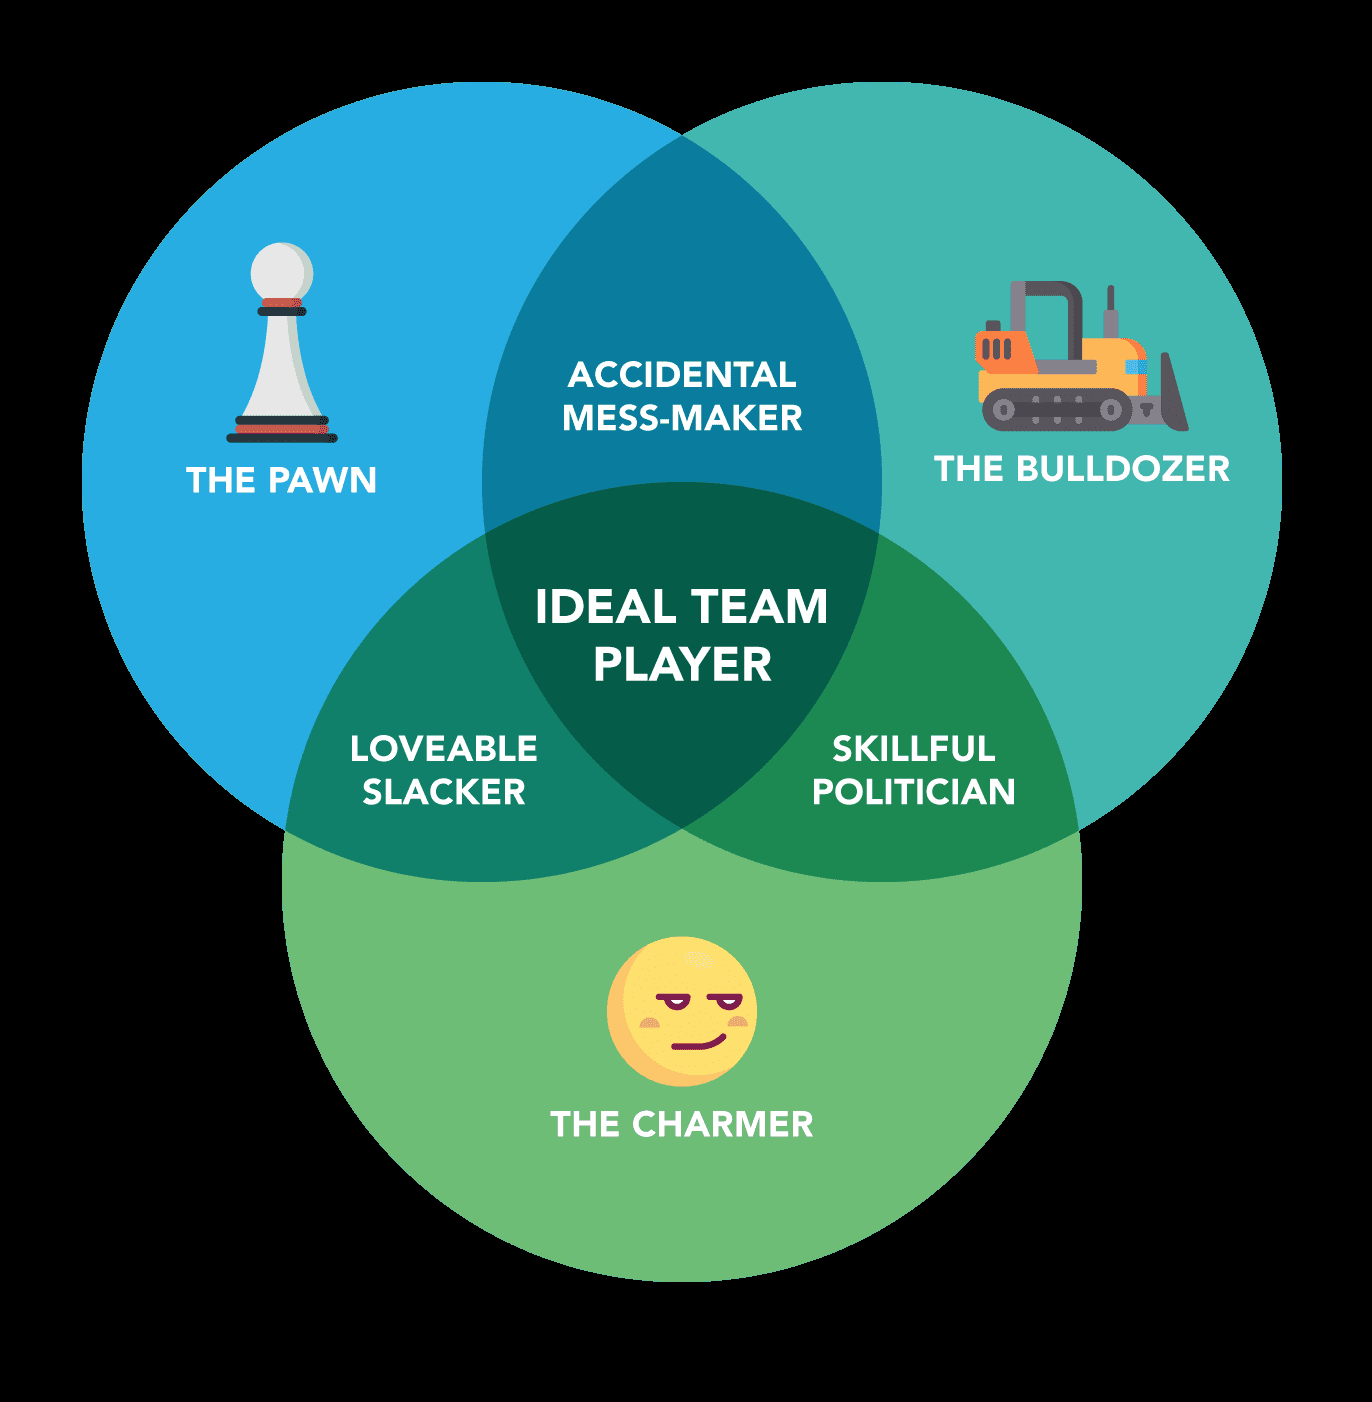 ACCIDENTAL
MESS-MAKER
THE PAWN
THE BULLDOZER
IDEAL TEAM
PLAYER
LOVEABLE
SLACKER
SKILLFUL
POLITICIAN
THE CHARMER